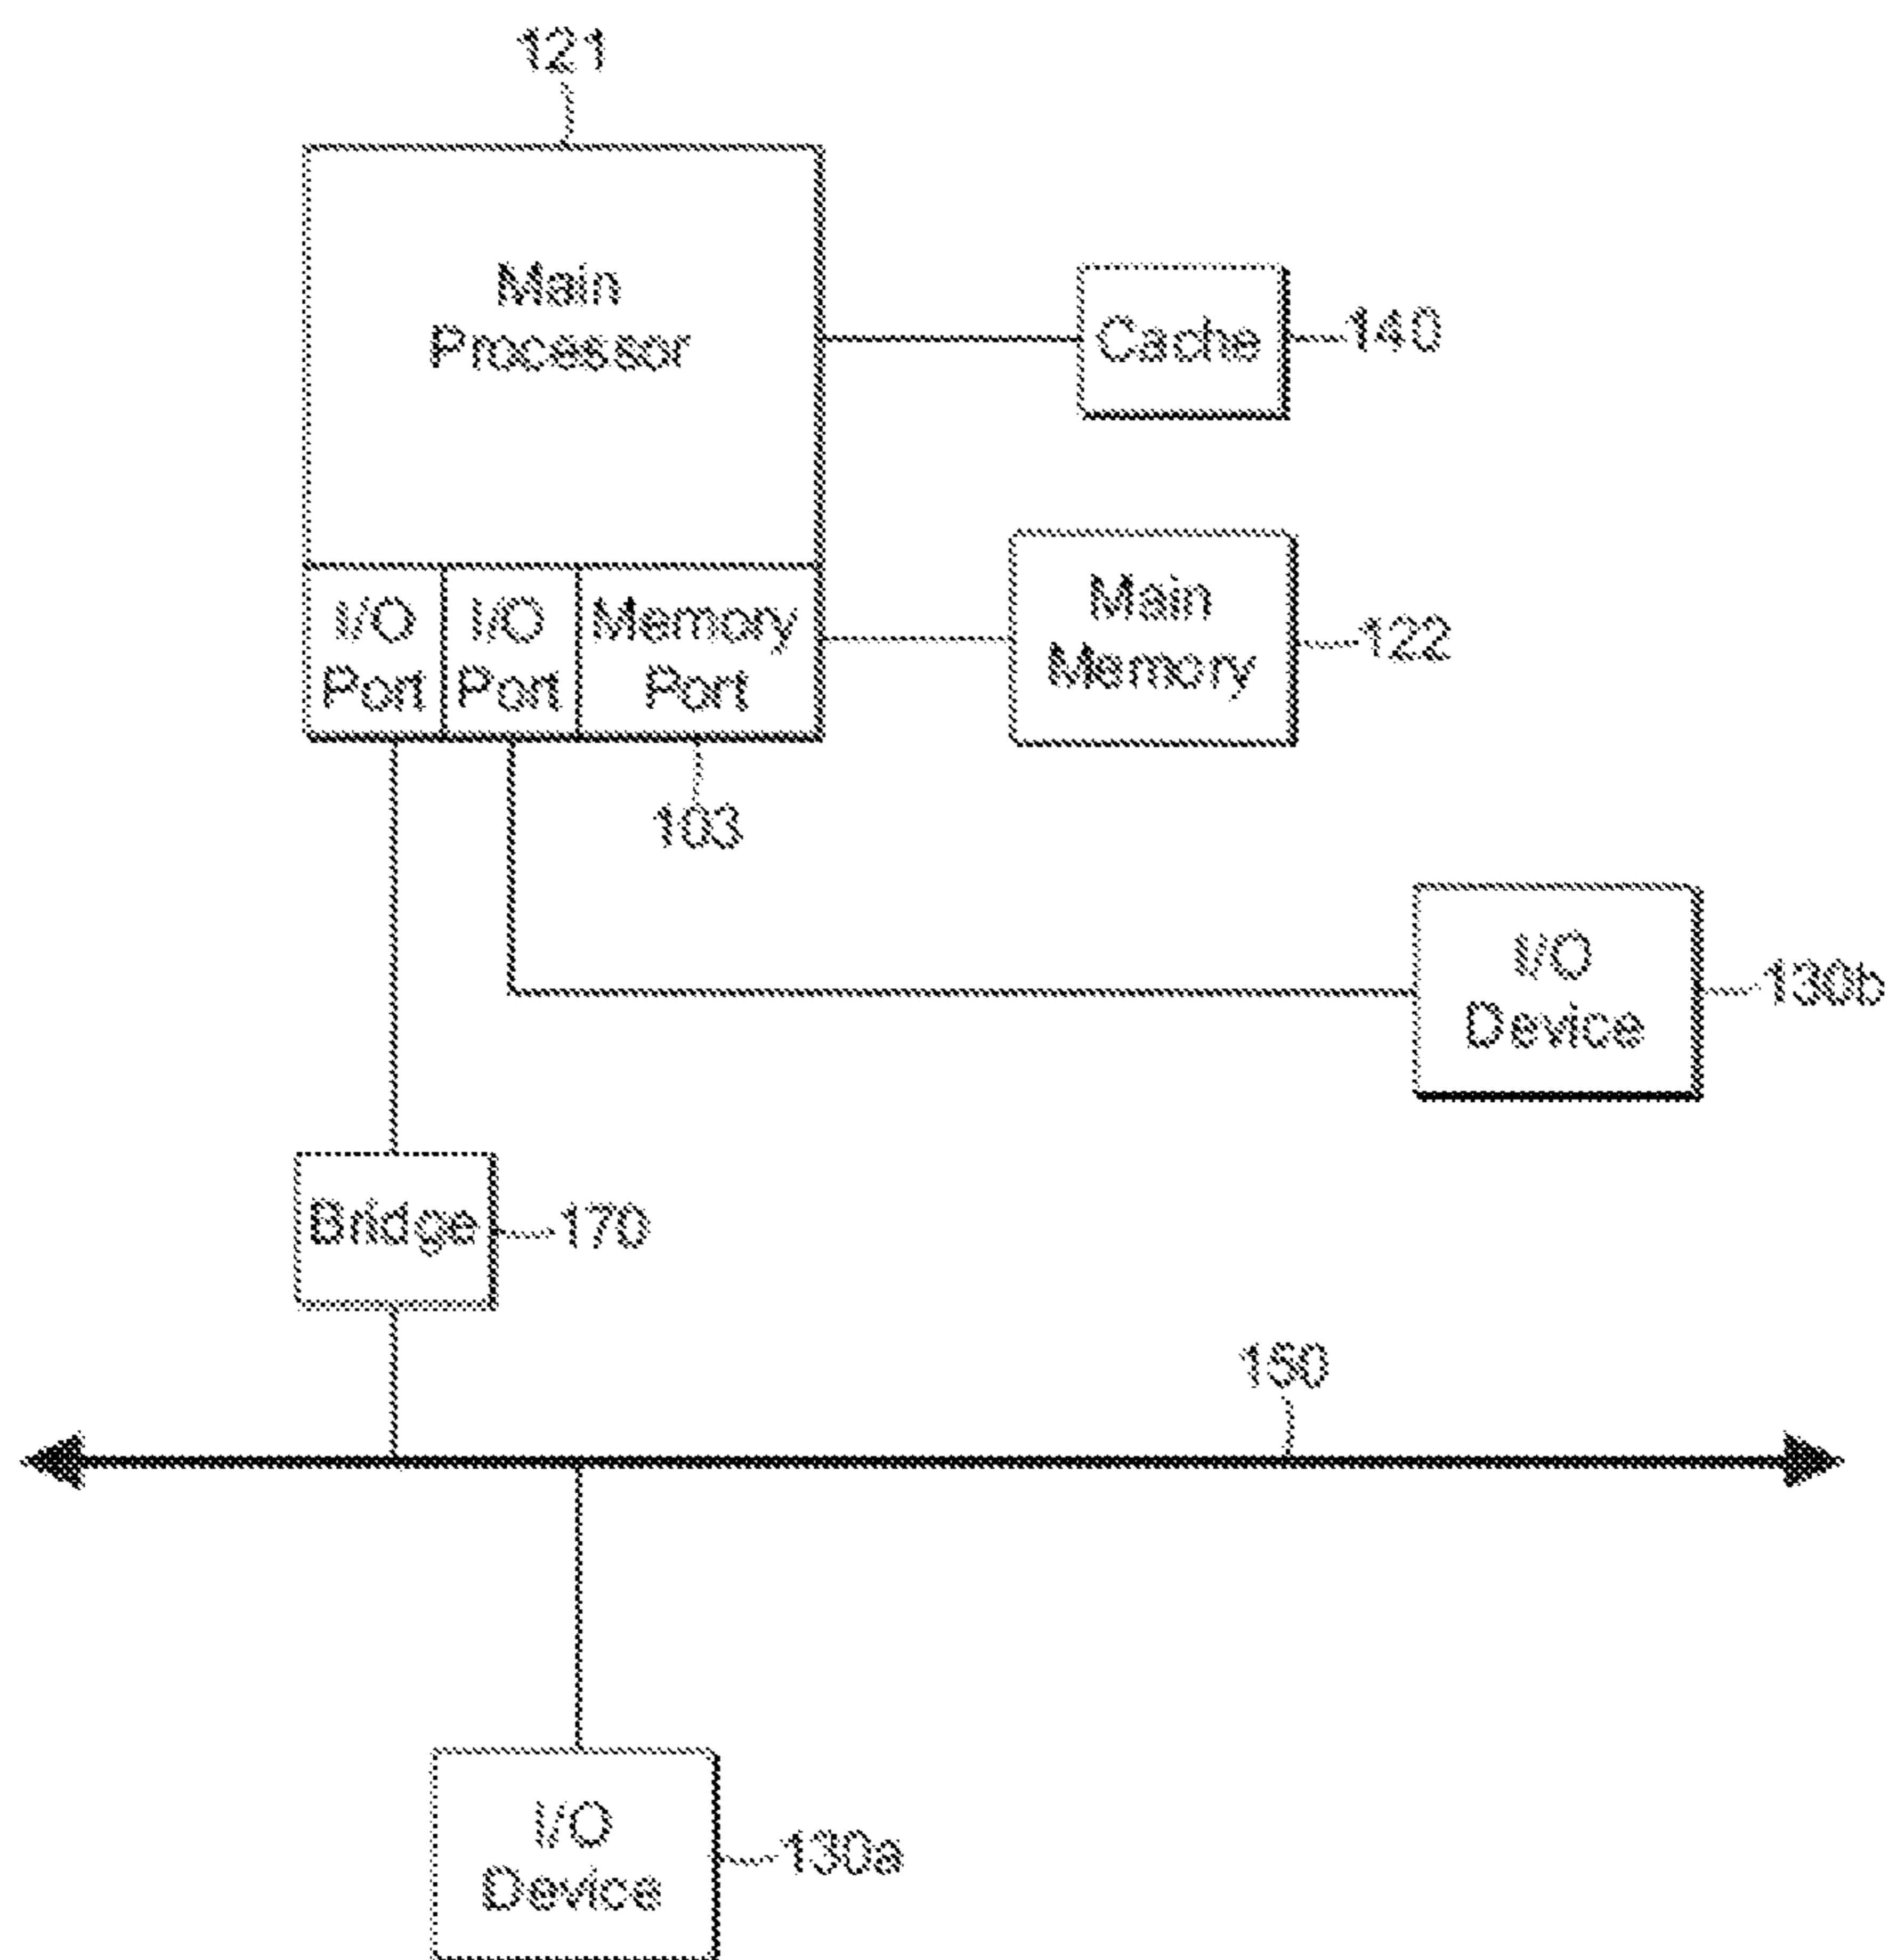 121
Main
Processor
Cache
140
I/O
Port
I/O
Port
Memory
Port
Main
Memory
122
103
I/O
Device
130b
Bridge
170
150
I/O
Device
130a